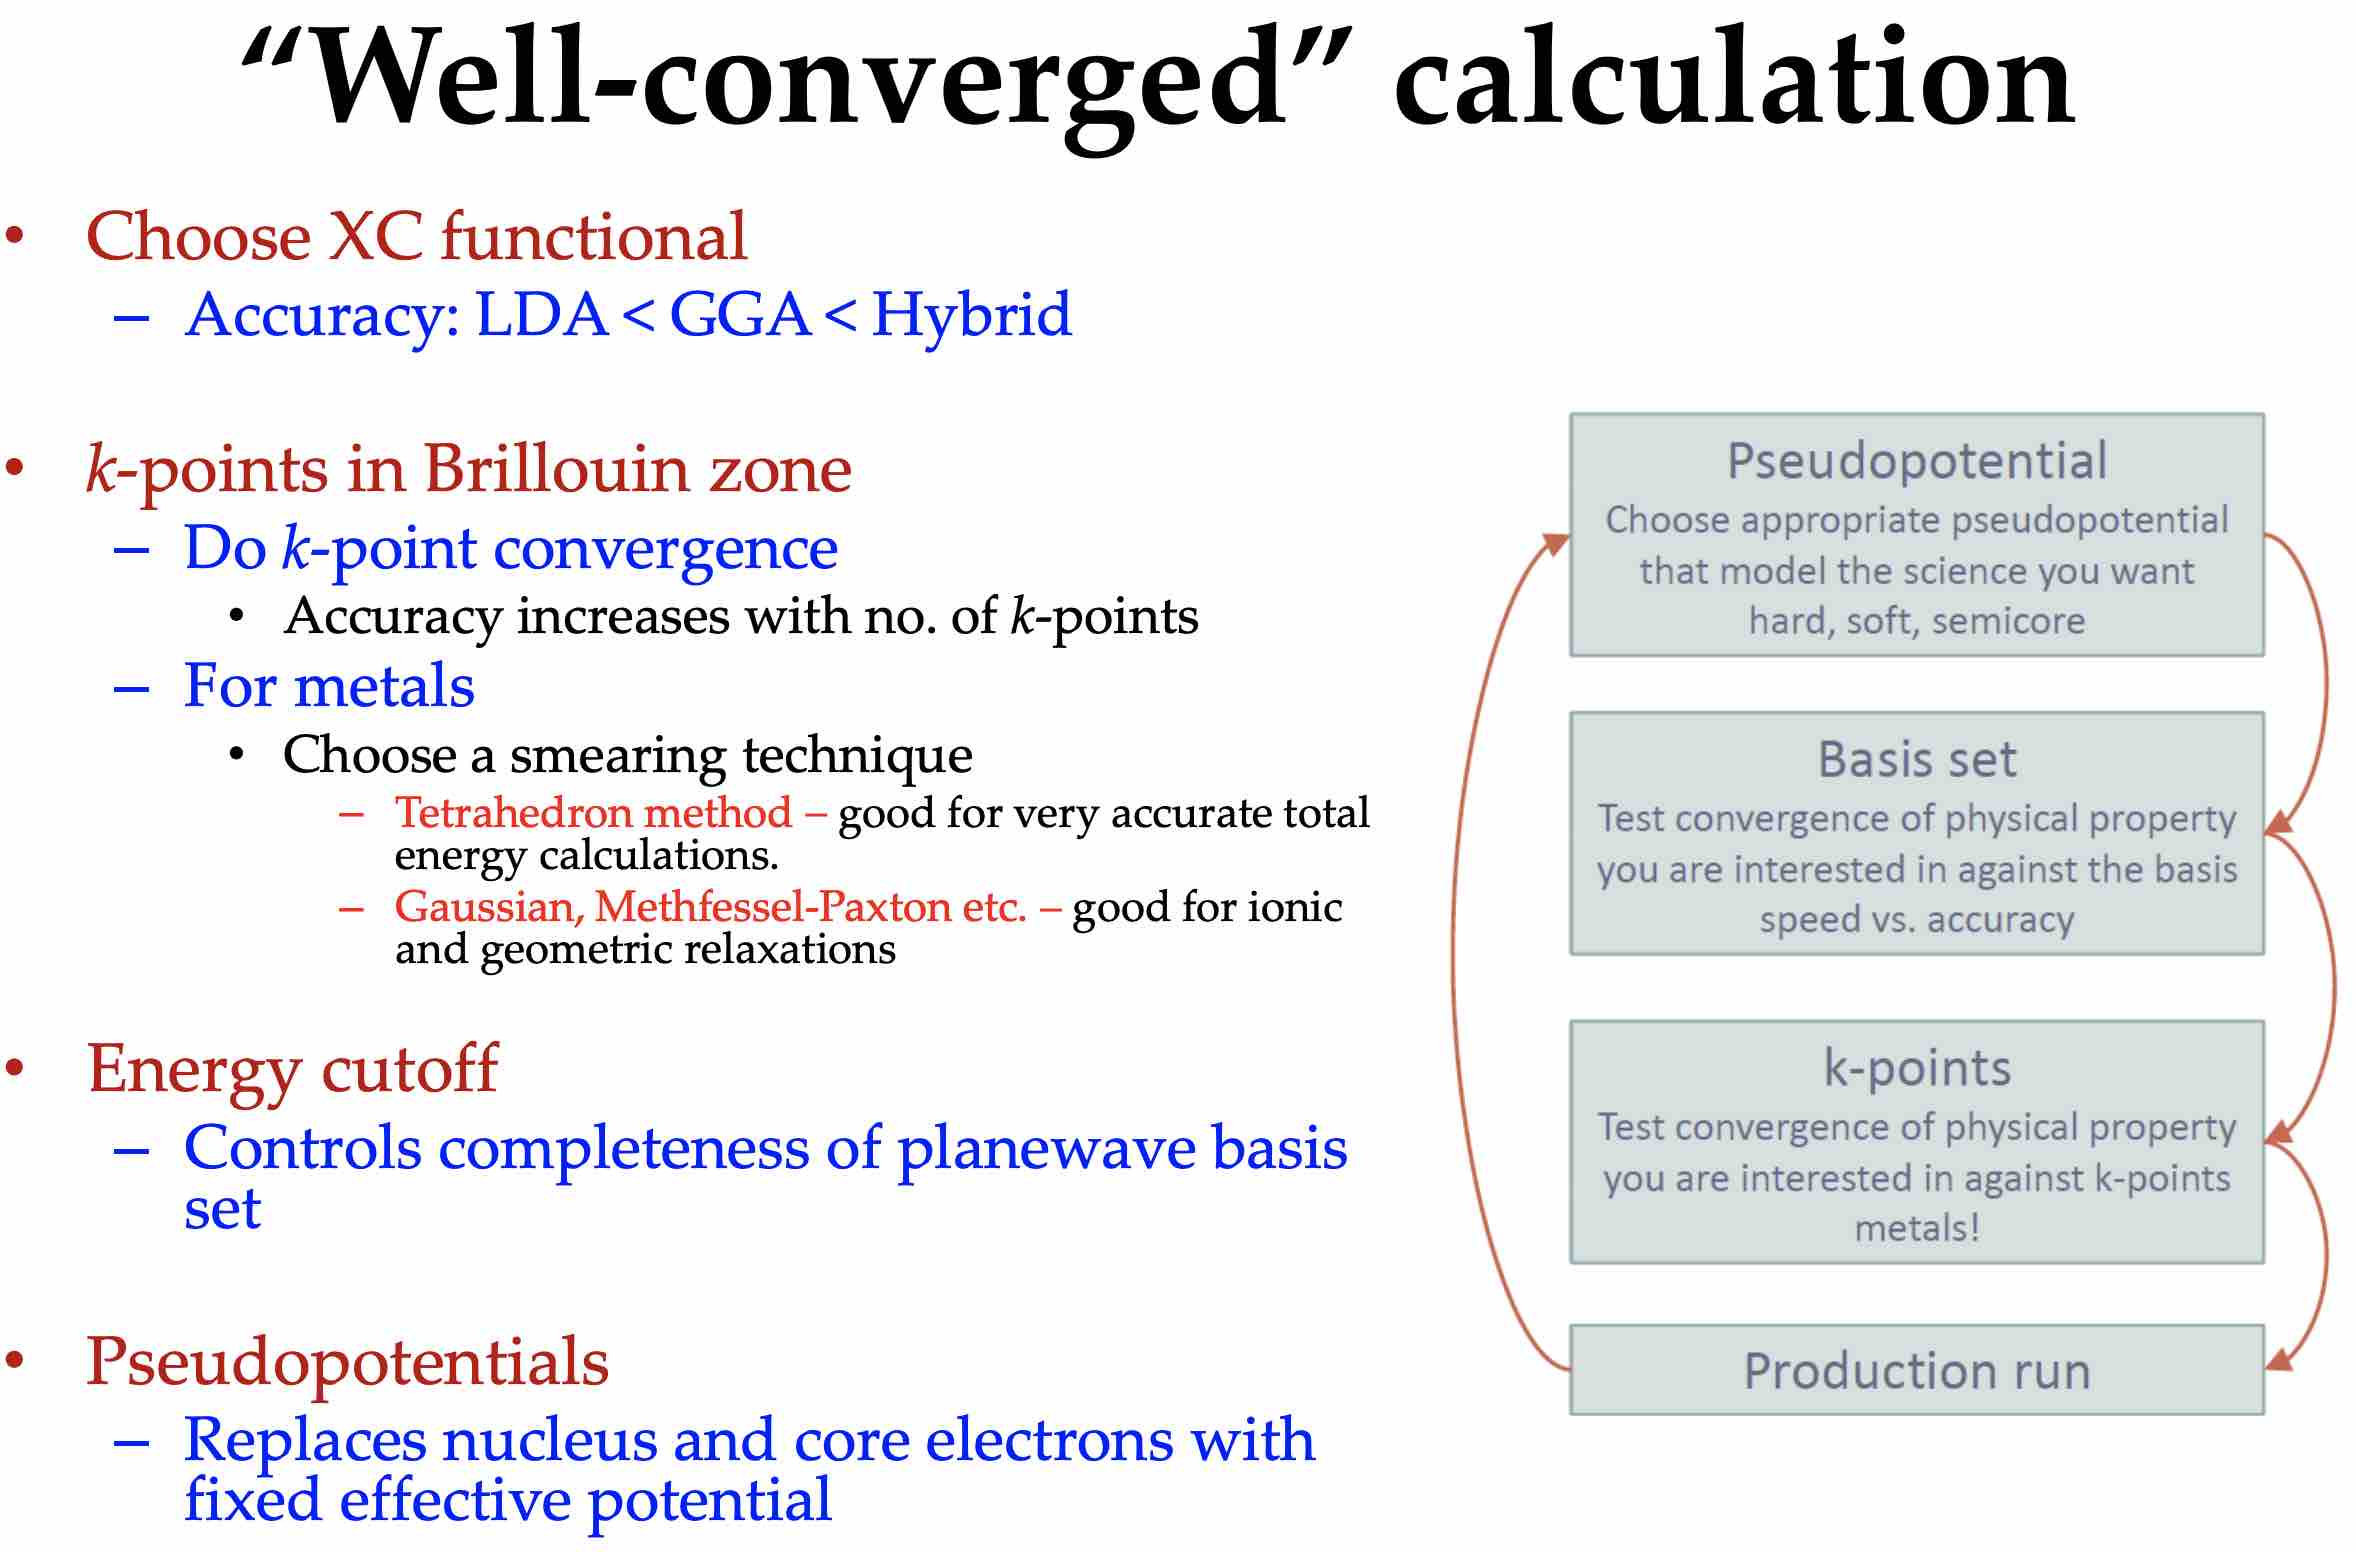 “Well-converged” calculation
• Choose XC functional
– Accuracy: LDA < GGA < Hybrid
• k-points in Brillouin zone
– Do k-point convergence
• Accuracy increases with no. of k-points
– For metals
• Choose a smearing technique
– Tetrahedron method – good for very accurate total
energy calculations.
– Gaussian, Methfessel-Paxton etc. – good for ionic
and geometric relaxations
• Energy cutoff
– Controls completeness of planewave basis
set
• Pseudopotentials
– Replaces nucleus and core electrons with
fixed effective potential
Pseudopotential
Choose appropriate pseudopotential
that model the science you want
hard, soft, semicore
Basis set
Test convergence of physical property
you are interested in against the basis
speed vs. accuracy
k-points
Test convergence of physical property
you are interested in against k-points
metals!
Production run